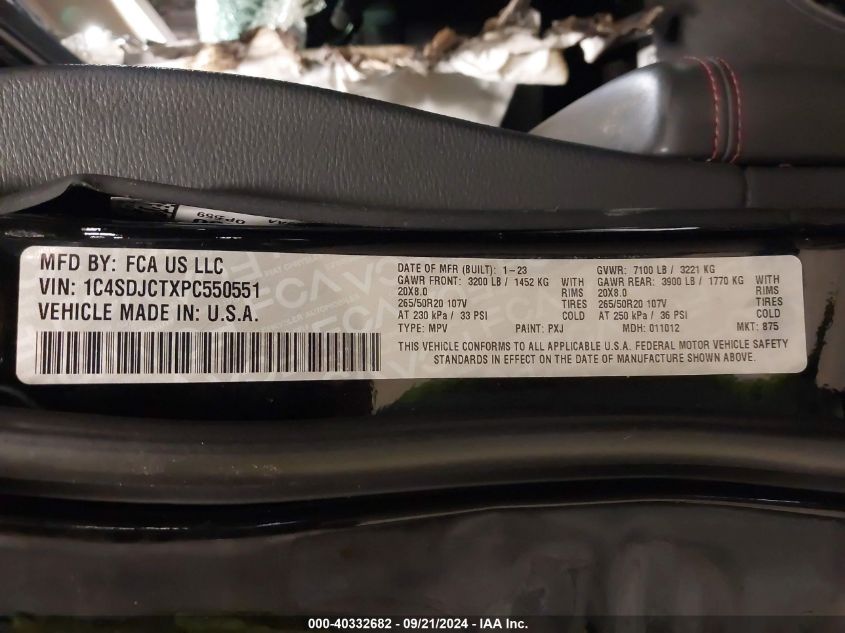 MFD BY: FCA US LLC
VIN: 1C4SDJCTXPC550551
VEHICLE MADE IN: U.S.A.
DATE OF MFR (BUILT): 1-23
GAWR FRONT: 3200 LB / 1452 KG
20X8.0 RIMS
265/50R20 107V TIRES
AT 230 kPa / 33 PSI COLD
TYPE: MPV PAINT: PXJ
GVWR: 7100 LB / 3221 KG
GAWR REAR: 3900 LB / 1770 KG
20X8.0 RIMS
265/50R20 107V TIRES
AT 250 kPa / 36 PSI COLD
MDH: 011012 MKT: 875
THIS VEHICLE CONFORMS TO ALL APPLICABLE U.S.A. FEDERAL MOTOR VEHICLE SAFETY
STANDARDS IN EFFECT ON THE DATE OF MANUFACTURE SHOWN ABOVE.
000-40332682 - 09/21/2024 - IAA Inc.